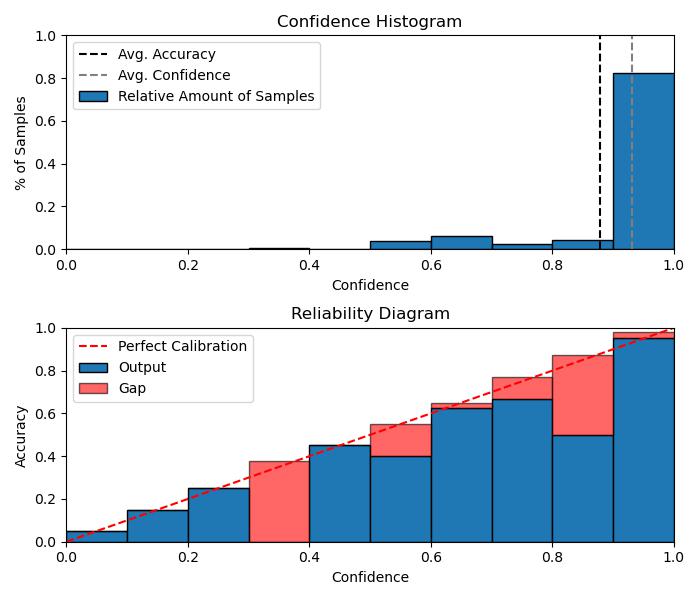 Confidence Histogram
1.0
0.8
0.6
0.4
0.2
0.0
% of Samples
Avg. Accuracy
Avg. Confidence
Relative Amount of Samples
0.0 0.2 0.4 0.6 0.8 1.0
Confidence
Reliability Diagram
1.0
0.8
0.6
0.4
0.2
0.0
Accuracy
Perfect Calibration
Output
Gap
0.0 0.2 0.4 0.6 0.8 1.0
Confidence